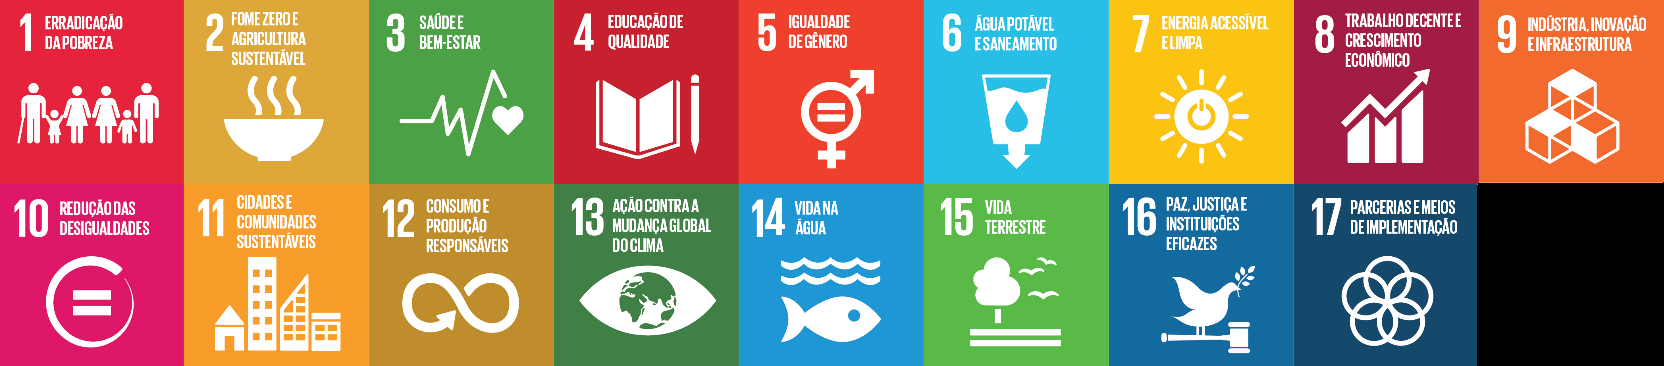 1 ERRADICAÇÃO
DA POBREZA
2 FOME ZERO E
AGRICULTURA
SUSTENTÁVEL
3 SAÚDE E
BEM-ESTAR
4 EDUCAÇÃO DE
QUALIDADE
5 IGUALDADE
DE GÊNERO
6 ÁGUA POTÁVEL
E SANEAMENTO
7 ENERGIA ACESSÍVEL
E LIMPA
8 TRABALHO DECENTE E
CRESCIMENTO
ECONÔMICO
9 INDÚSTRIA, INOVAÇÃO
E INFRAESTRUTURA
10 REDUÇÃO DAS
DESIGUALDADES
11 CIDADES E
COMUNIDADES
SUSTENTÁVEIS
12 CONSUMO E
PRODUÇÃO
RESPONSÁVEIS
13 AÇÃO CONTRA A
MUDANÇA GLOBAL
DO CLIMA
14 VIDA NA
ÁGUA
15 VIDA
TERRESTRE
16 PAZ, JUSTIÇA E
INSTITUIÇÕES
EFICAZES
17 PARCERIAS E MEIOS
DE IMPLEMENTAÇÃO